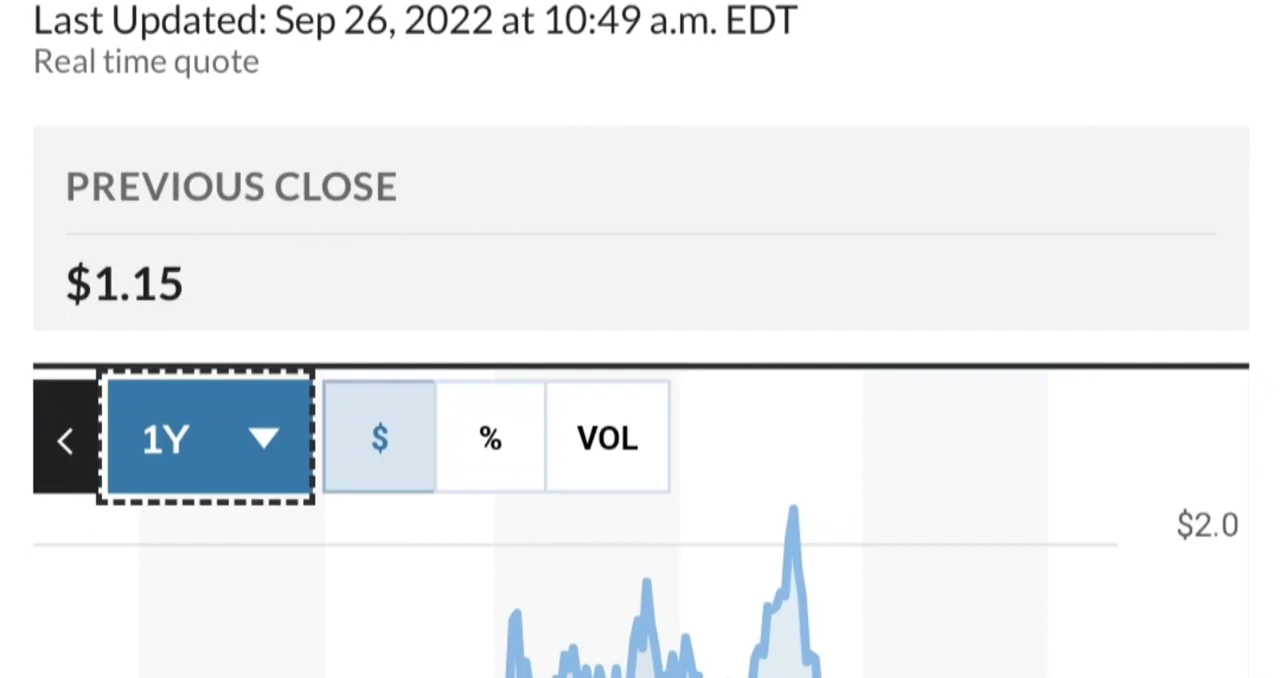 Last Updated: Sep 26, 2022 at 10:49 a.m. EDT
Real time quote
PREVIOUS CLOSE
$1.15
1Y $ % VOL
$2.0